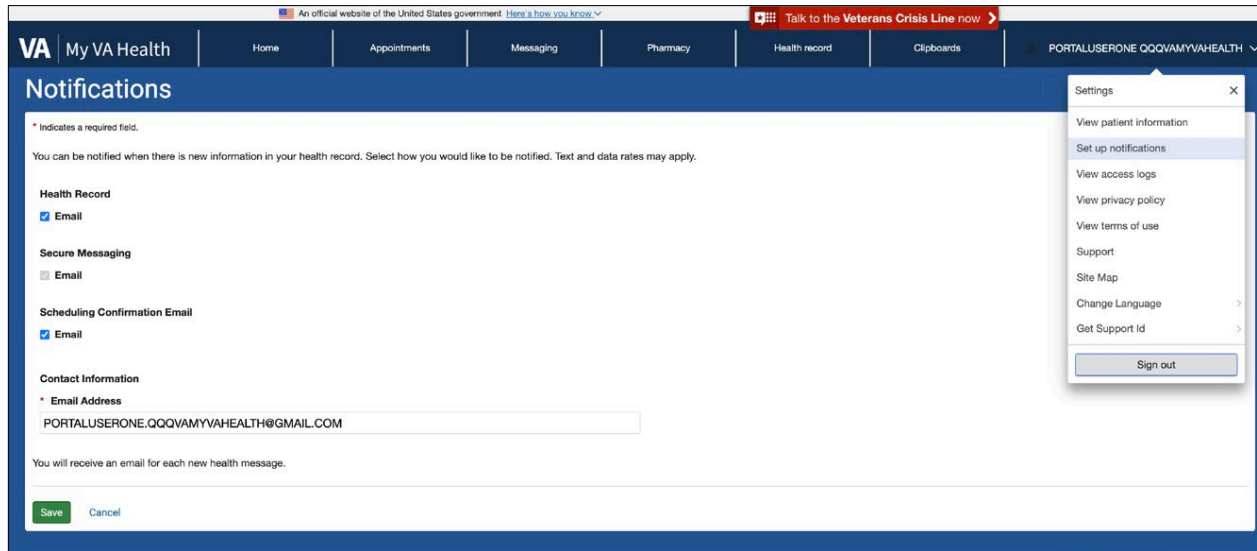 An official website of the United States government Here's how you know
Talk to the Veterans Crisis Line now
VA My VA Health
Home
Appointments
Messaging
Pharmacy
Health record
Clipboards
PORTALUSERONE QQQVAMYVAHEALTH
Notifications
* Indicates a required field.
You can be notified when there is new information in your health record. Select how you would like to be notified. Text and data rates may apply.
Health Record
Email
Secure Messaging
Email
Scheduling Confirmation Email
Email
Contact Information
* Email Address
PORTALUSERONE.QQQVAMYVAHEALTH@GMAIL.COM
You will receive an email for each new health message.
Save Cancel
Settings
View patient information
Set up notifications
View access logs
View privacy policy
View terms of use
Support
Site Map
Change Language
Get Support Id
Sign out